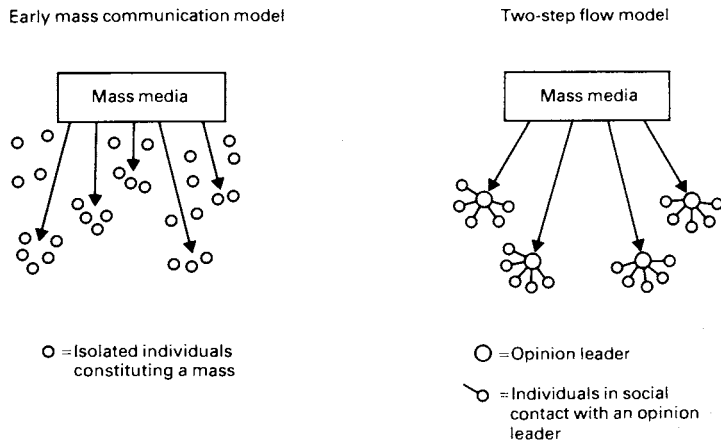 Early mass communication model
Two-step flow model
Mass media
Mass media
= Isolated individuals
constituting a mass
= Opinion leader
= Individuals in social
contact with an opinion
leader